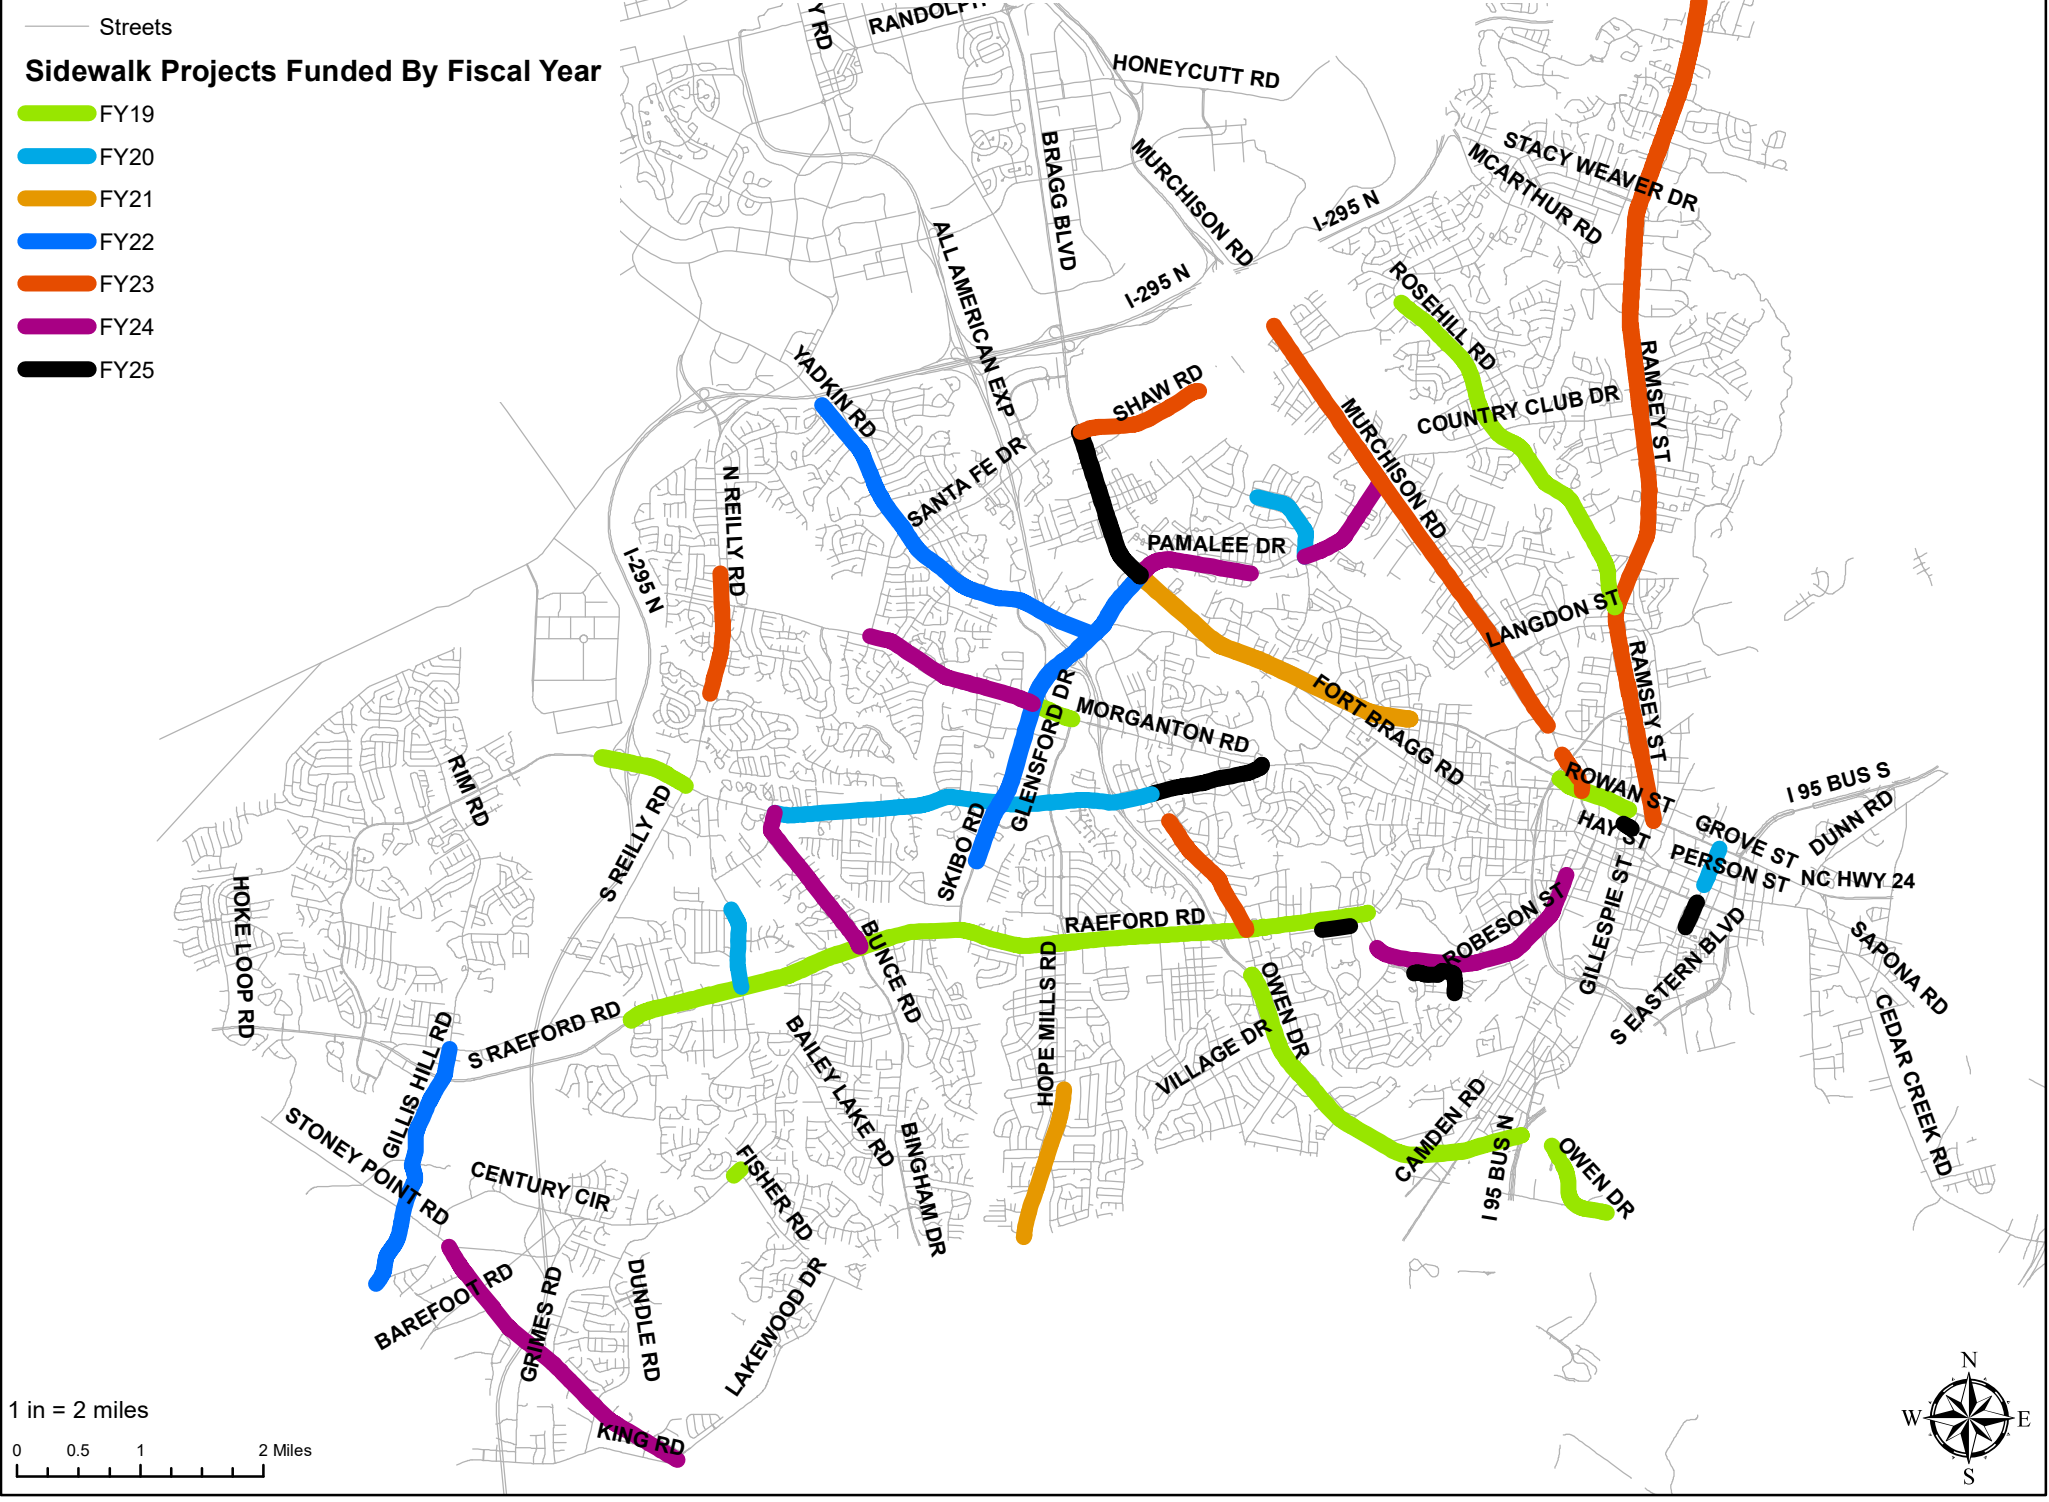 Streets
Sidewalk Projects Funded By Fiscal Year
FY19
FY20
FY21
FY22
FY23
FY24
FY25
Y RD
RANDOLPH
HONEYCUTT RD
BRAGG BLVD
MURCHISON RD
STACY WEAVER DR
MCARTHUR RD
I-295 N
ALL AMERICAN EXP
I-295 N
ROSEHILL RD
YADKIN RD
SHAW RD
COUNTRY CLUB DR
RAMSEY ST
MURCHISON RD
SANTA FE DR
N REILLY RD
PAMALEE DR
I-295 N
LANGDON ST
RAMSEY ST
FORT BRAGG RD
MORGANTON RD
GLENSFORD DR
RIM RD
S REILLY RD
ROWAN ST
I 95 BUS S
DUNN RD
HAY ST
GROVE ST
PERSON ST
NC HWY 24
SKIBO RD
HOKE LOOP RD
RAEFORD RD
BUNCE RD
ROBESON ST
GILLESPIE ST
S EASTERN BLVD
SAPONA RD
HOPE MILLS RD
OWEN DR
VILLAGE DR
S RAEFORD RD
GILLIS HILL RD
BAILEY LAKE RD
CEDAR CREEK RD
CAMDEN RD
I 95 BUS N
STONEY POINT RD
CENTURY CIR
FISHER RD
BINGHAM DR
OWEN DR
BAREFOOT RD
GRIMES RD
DUNDLE RD
LAKEWOOD DR
KING RD
1 in = 2 miles
0 0.5 1 2 Miles
N
W E
S